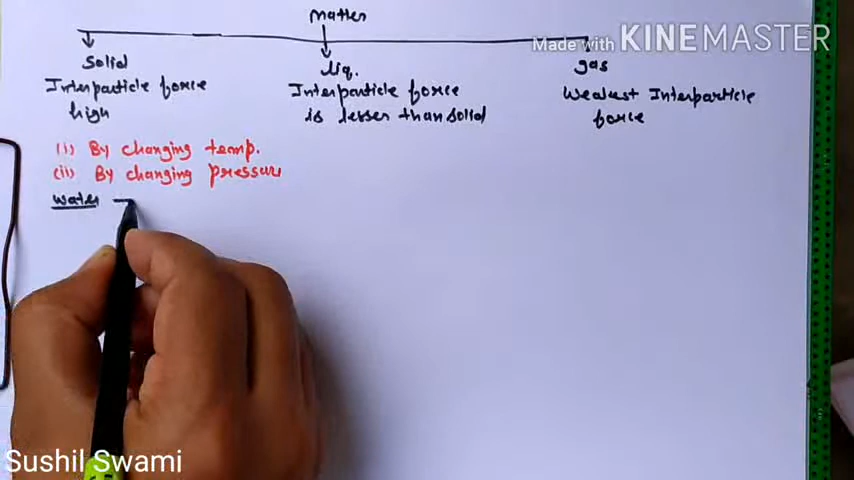 Matter
Made with KINEMASTER
Solid
liq.
gas
Interparticle force
high
Interparticle force
is lesser than solid
Weakest Interparticle
force
(i) By changing temp.
(ii) By changing pressure
Water –
Sushil Swami